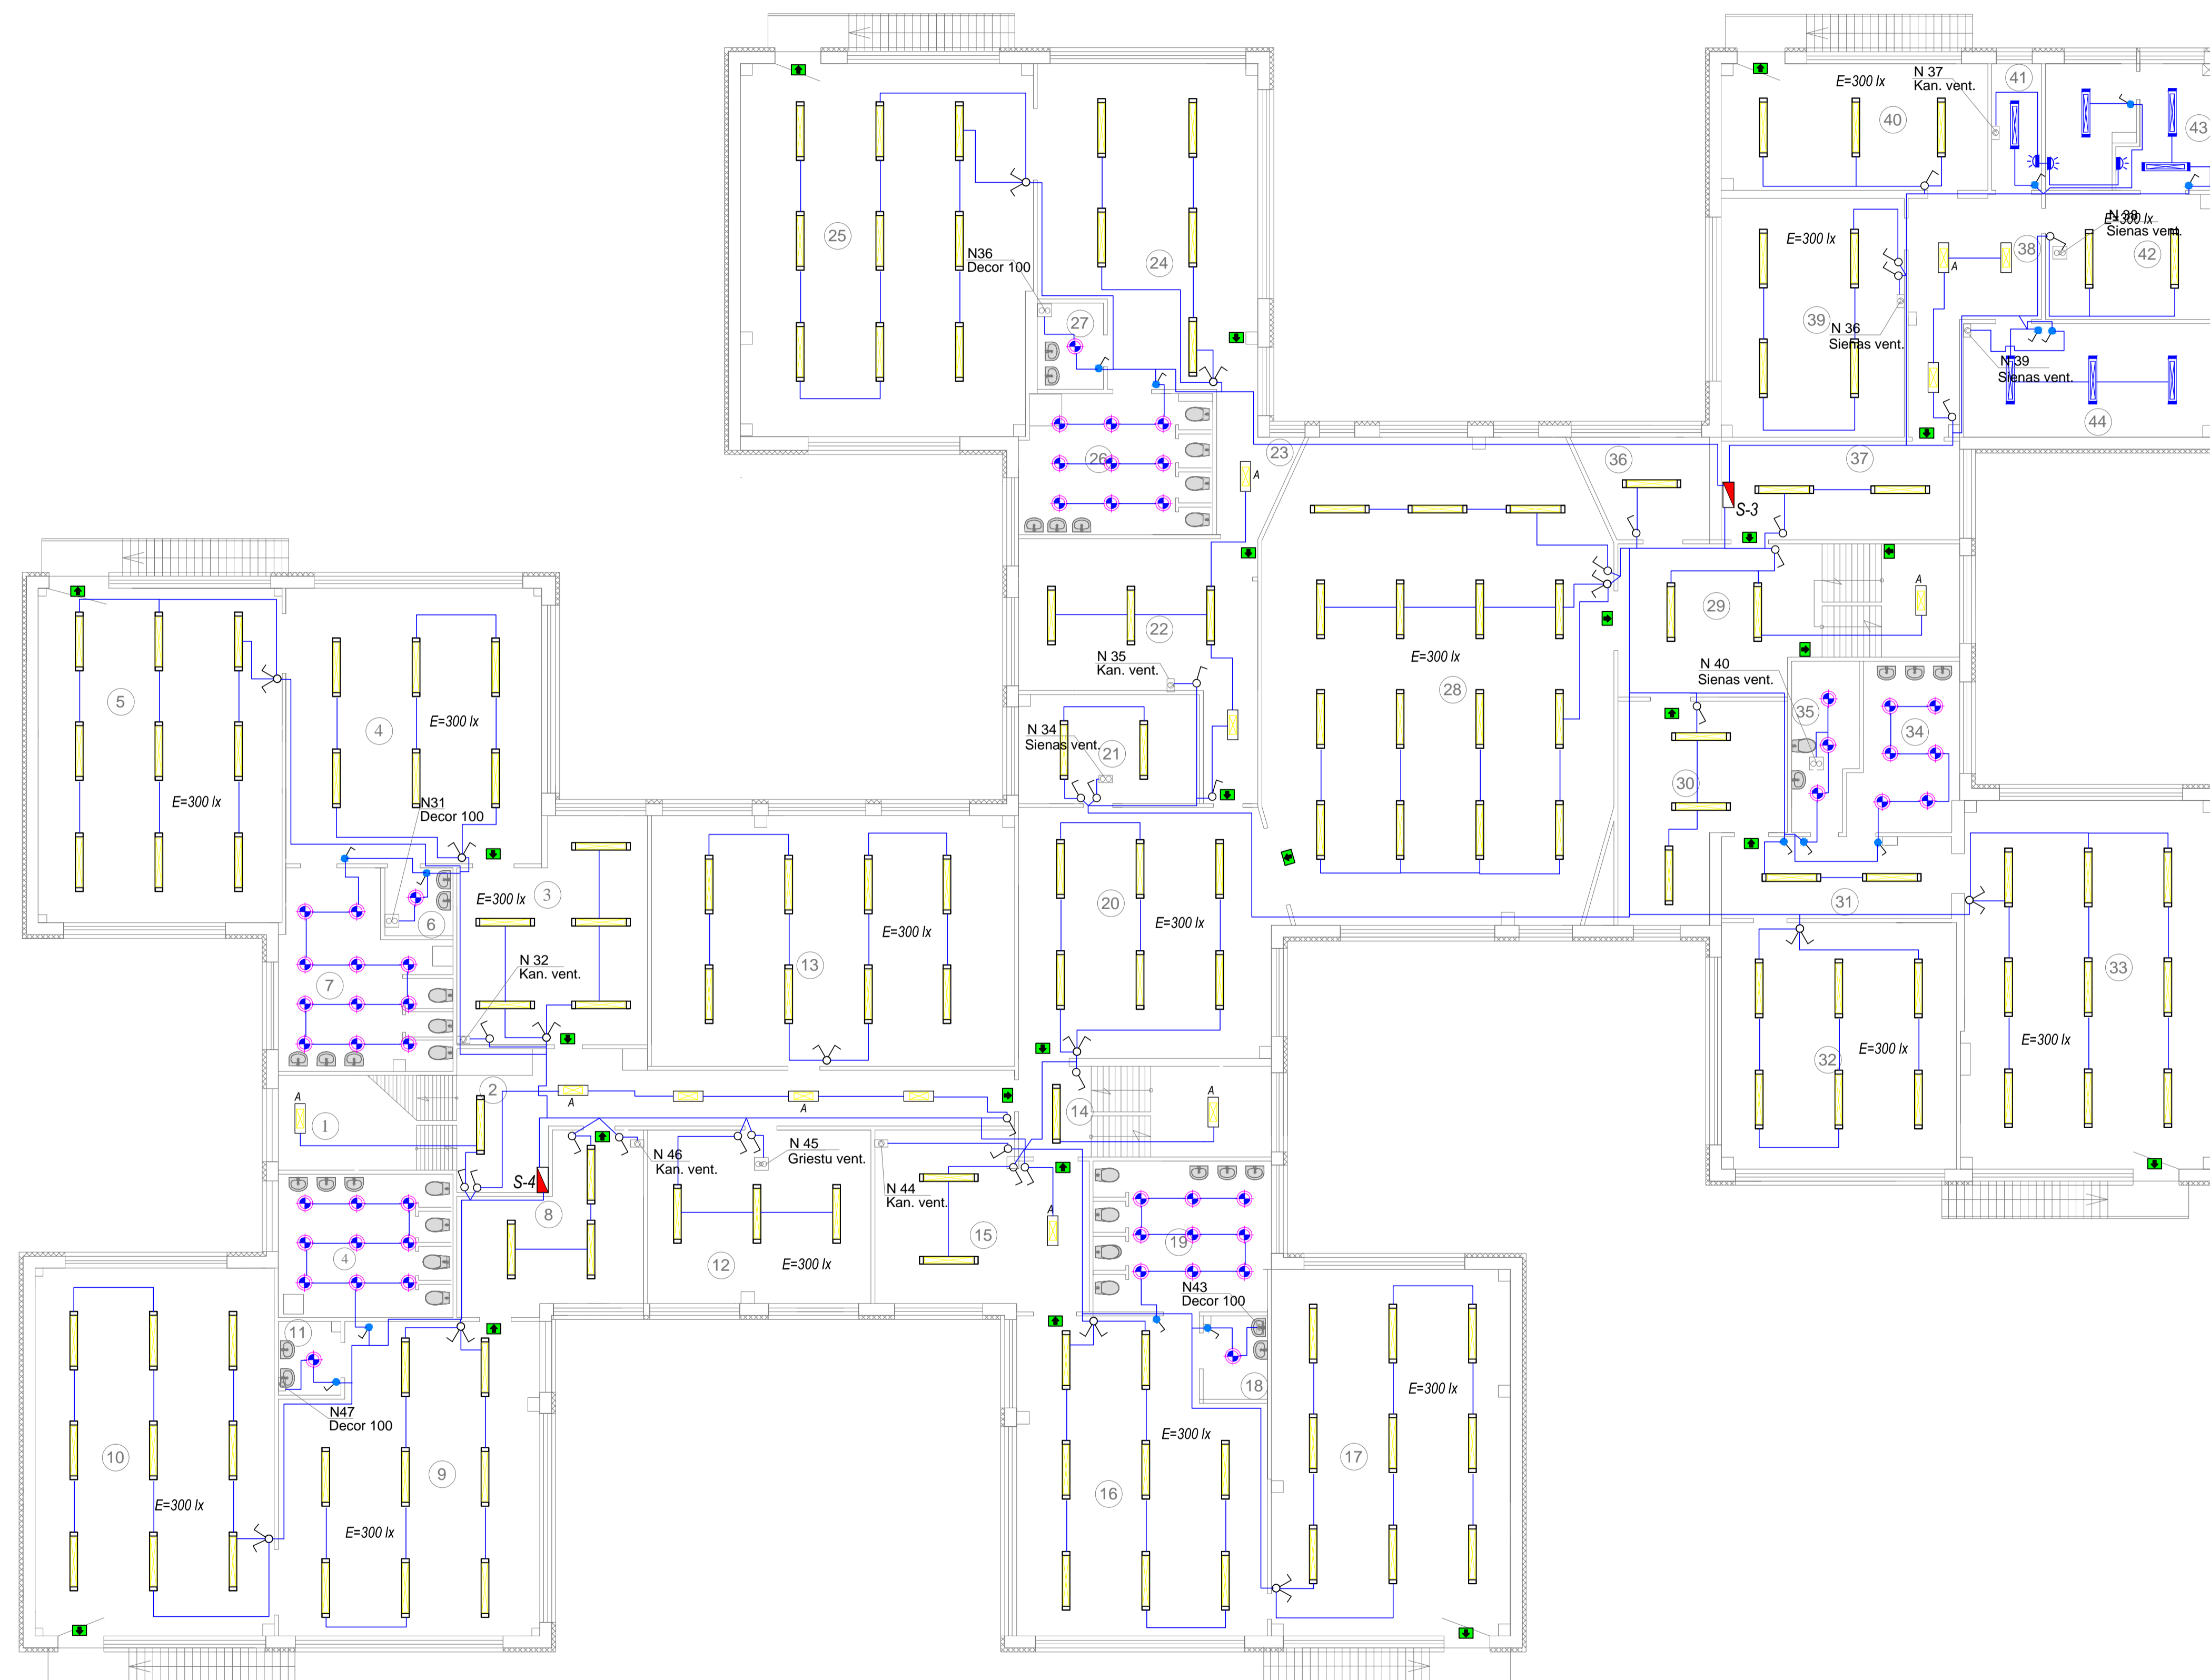 E=300 lx
40
N 37
Kan. vent.
41
43
25
N36
Decor 100
24
27
E=300 lx
39
N 36
Sienas vent.
A
38
E=300 lx
N 38
Sienas vent.
42
N 39
Sienas vent.
44
26
A
23
36
S-3
37
5
E=300 lx
4
E=300 lx
N31
Decor 100
6
7
3
E=300 lx
N 32
Kan. vent.
13
E=300 lx
22
N 35
Kan. vent.
N 34
Sienas vent.
21
E=300 lx
28
29
A
N 40
Sienas vent.
35
34
30
31
20
E=300 lx
33
E=300 lx
32
E=300 lx
A
1
2
A
A
14
A
S-4
8
N 46
Kan. vent.
N 45
Griestu vent.
12
E=300 lx
N 44
Kan. vent.
15
A
19
N43
Decor 100
18
4
11
N47
Decor 100
10
E=300 lx
9
E=300 lx
16
E=300 lx
17
E=300 lx